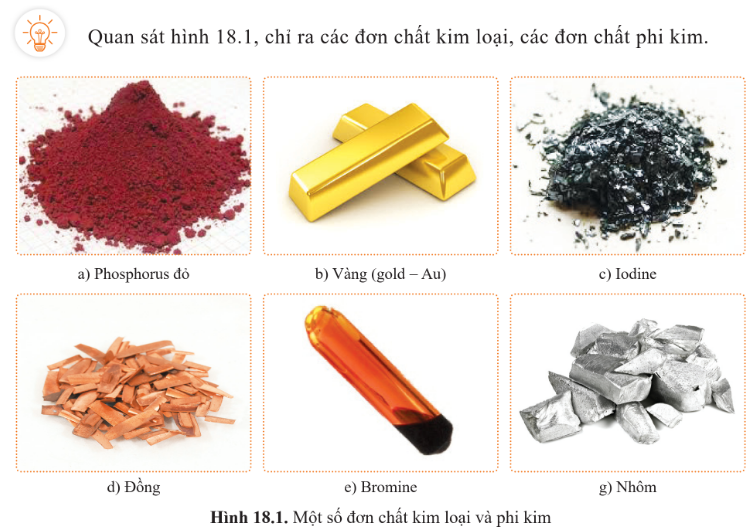 Quan sát hình 18.1, chỉ ra các đơn chất kim loại, các đơn chất phi kim.
a) Phosphorus đỏ
b) Vàng (gold – Au)
c) Iodine
d) Đồng
e) Bromine
g) Nhôm
Hình 18.1. Một số đơn chất kim loại và phi kim